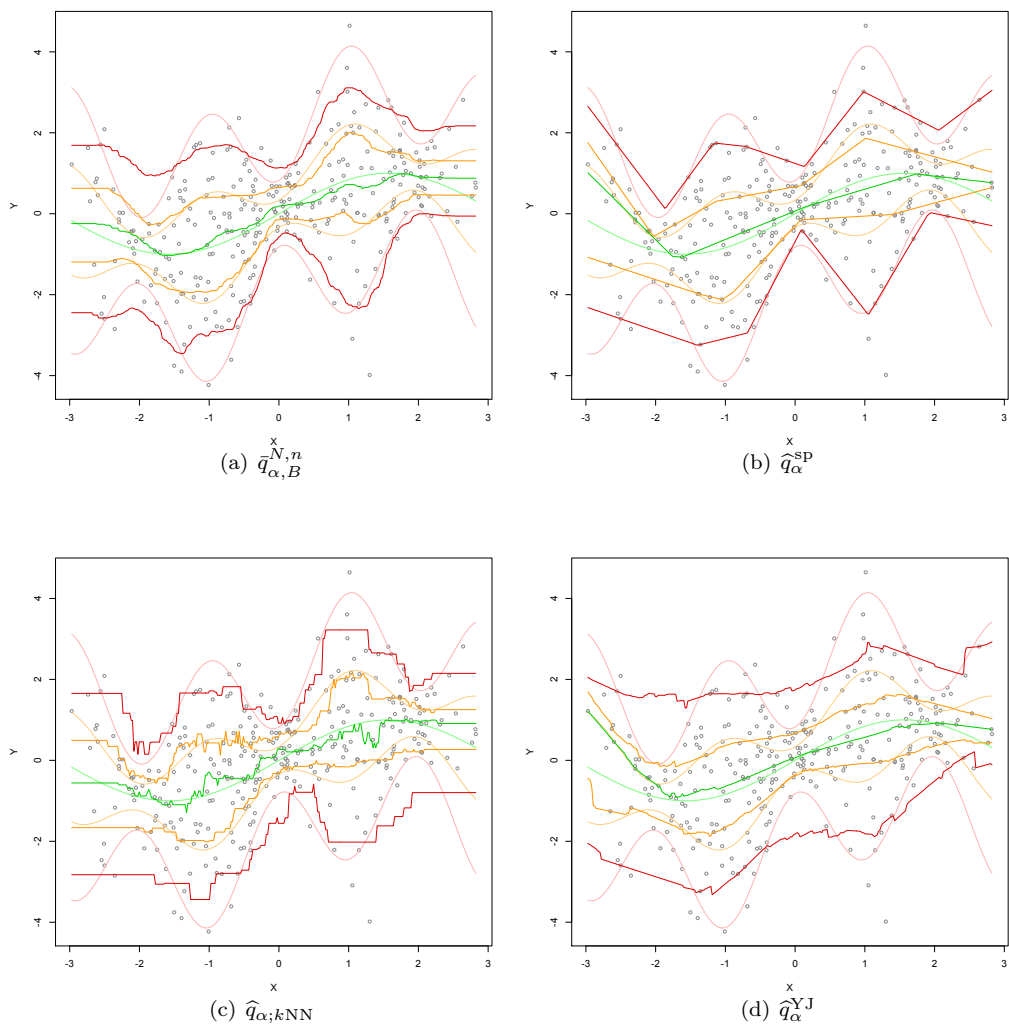 4
2
0
-2
-4
Y
-3 -2 -1 0 1 2 3
X
(a) q̄_{α,B}^{N,n}
4
2
0
-2
-4
Y
-3 -2 -1 0 1 2 3
X
(b) q̂_α^{sp}
4
2
0
-2
-4
Y
-3 -2 -1 0 1 2 3
X
(c) q̂_{α;kNN}
4
2
0
-2
-4
Y
-3 -2 -1 0 1 2 3
X
(d) q̂_α^{YJ}